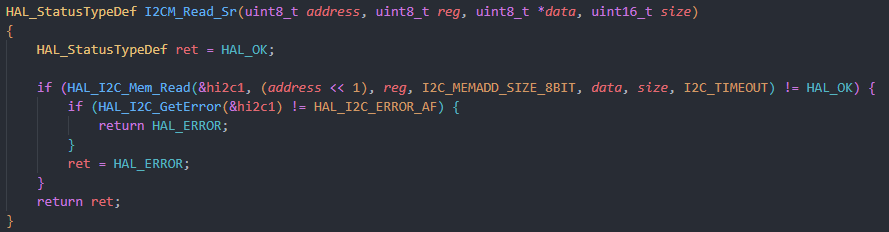 HAL_StatusTypeDef I2CM_Read_Sr(uint8_t address, uint8_t reg, uint8_t *data, uint16_t size)
{
    HAL_StatusTypeDef ret = HAL_OK;

    if (HAL_I2C_Mem_Read(&hi2c1, (address << 1), reg, I2C_MEMADD_SIZE_8BIT, data, size, I2C_TIMEOUT) != HAL_OK) {
        if (HAL_I2C_GetError(&hi2c1) != HAL_I2C_ERROR_AF) {
            return HAL_ERROR;
        }
        ret = HAL_ERROR;
    }
    return ret;
}